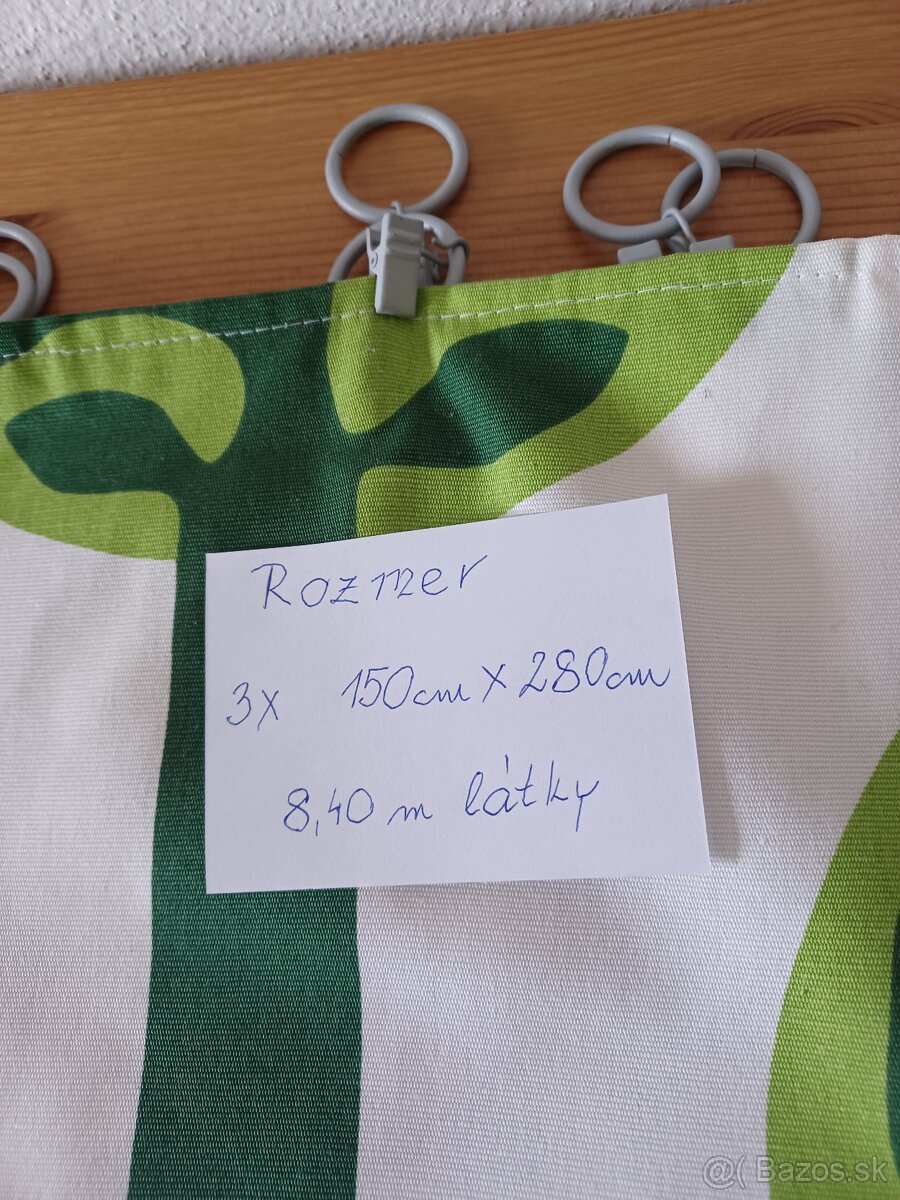 Rozmer
3x 150cm x 280cm
8,40 m látky
@( Bazos.sk